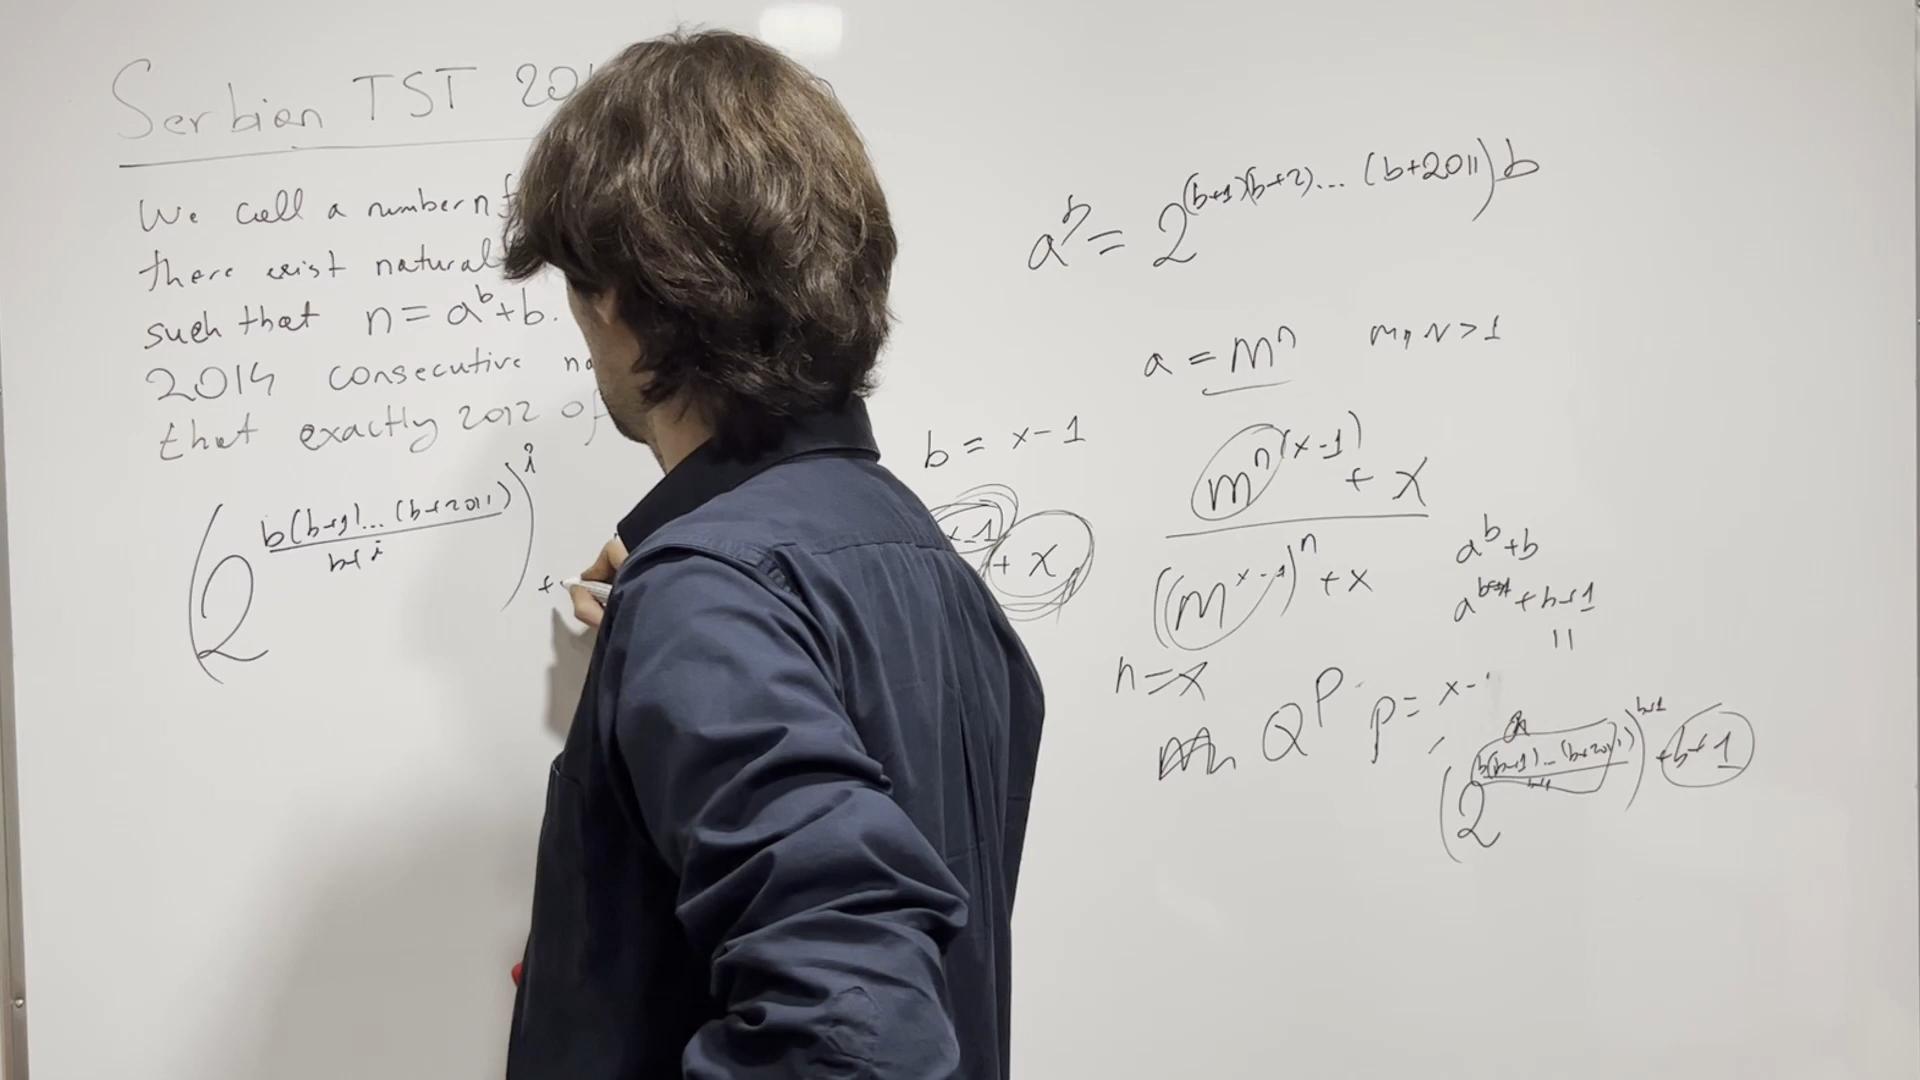 Serbian TST 20
We call a number n
there exist natural
such that n = a^b + b.
2014 consecutive
that exactly 2012 of
(2^(b(b+1)...(b+2011)/b+i))^i +
a^b = 2^((b+1)(b+2)...(b+2011)b)
a = m^n m, n > 1
b = x - 1
m^(n(x-1)) + x
-1 + x
((m^(x-1))^n + x
a^b + b
a^(b+1) + b+1
||
n = x
Q^P P = x -
(2^(b(b+1)...(b+2011)/b+1))^(b+1) + b+1